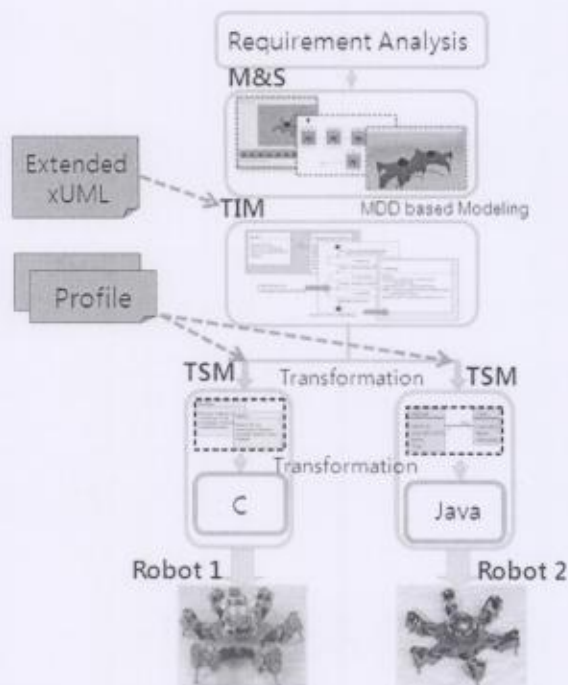 Requirement Analysis
M&S
Extended
xUML
TIM
MDD based Modeling
Profile
TSM
Transformation
TSM
Transformation
C
Java
Robot 1
Robot 2